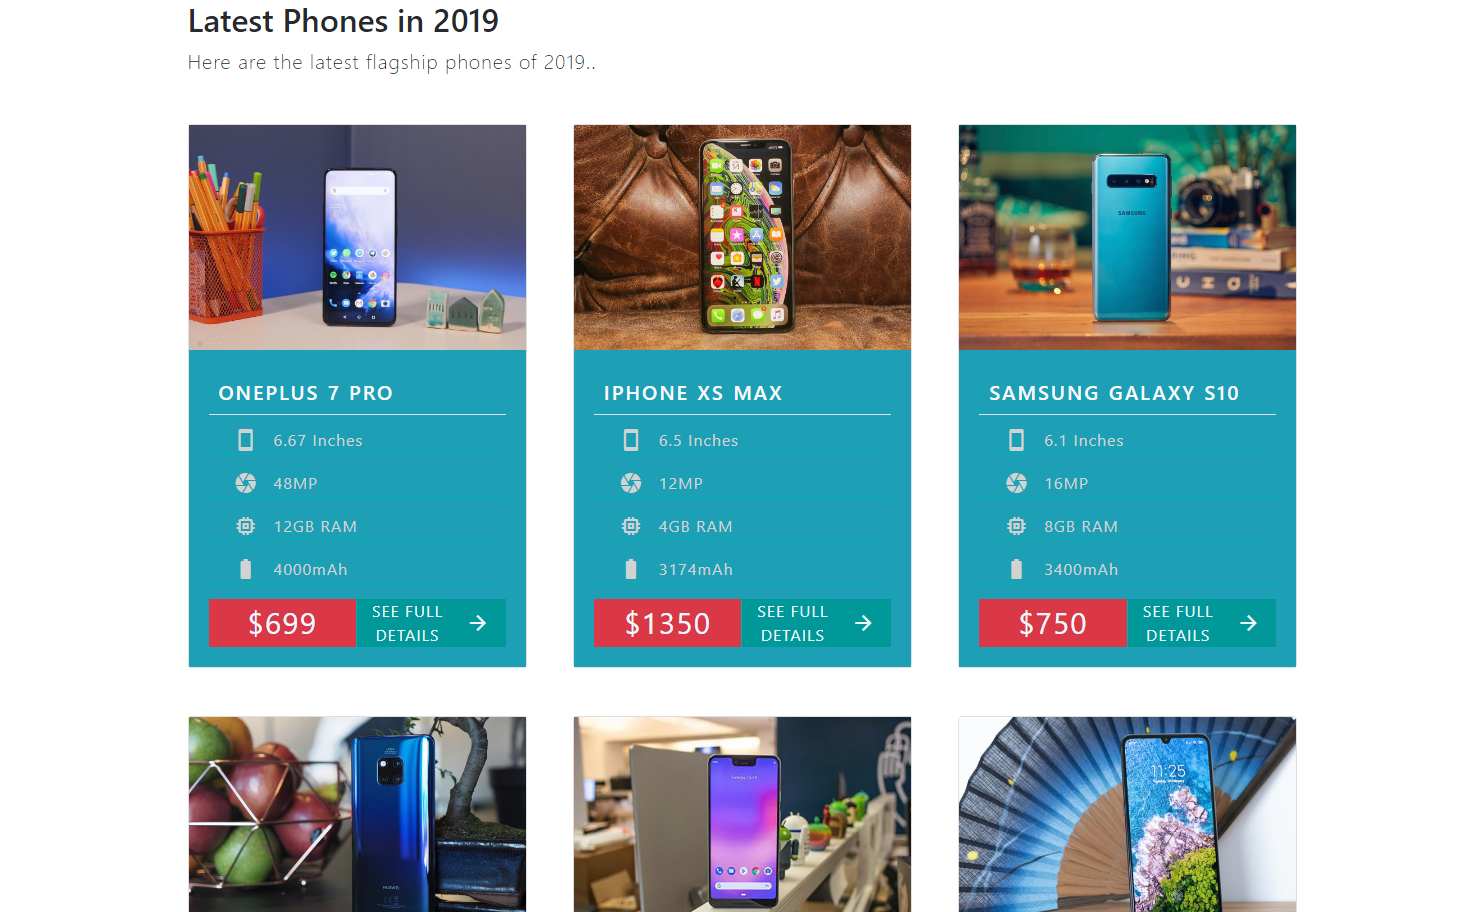 Latest Phones in 2019
Here are the latest flagship phones of 2019..
SAMSUNG
ONEPLUS 7 PRO
6.67 Inches
48MP
12GB RAM
4000mAh
$699
SEE FULL
DETAILS
IPHONE XS MAX
6.5 Inches
12MP
4GB RAM
3174mAh
$1350
SEE FULL
DETAILS
SAMSUNG GALAXY S10
6.1 Inches
16MP
8GB RAM
3400mAh
$750
SEE FULL
DETAILS
HUAWEI
11:25